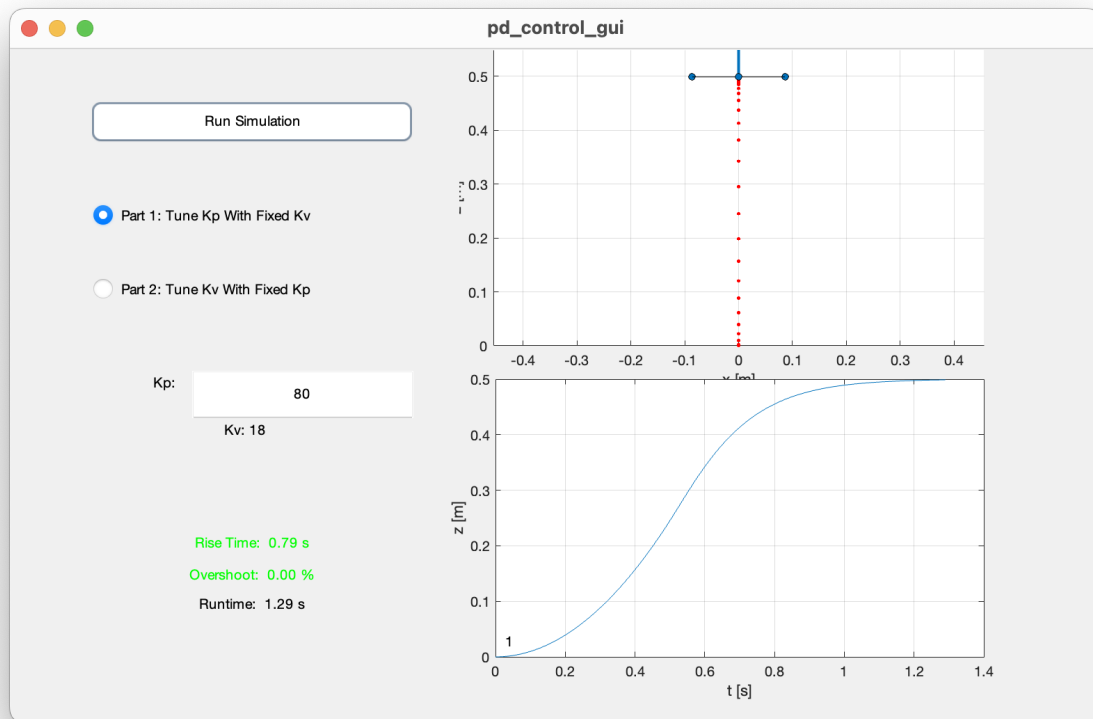 pd_control_gui
Run Simulation
Part 1: Tune Kp With Fixed Kv
Part 2: Tune Kv With Fixed Kp
Kp:
80
Kv: 18
Rise Time: 0.79 s
Overshoot: 0.00 %
Runtime: 1.29 s
0.5
0.4
0.3
0.2
0.1
0
-0.4 -0.3 -0.2 -0.1 0 0.1 0.2 0.3 0.4
x [m]
0.5
0.4
0.3
0.2
0.1
0
z [m]
1
0 0.2 0.4 0.6 0.8 1 1.2 1.4
t [s]